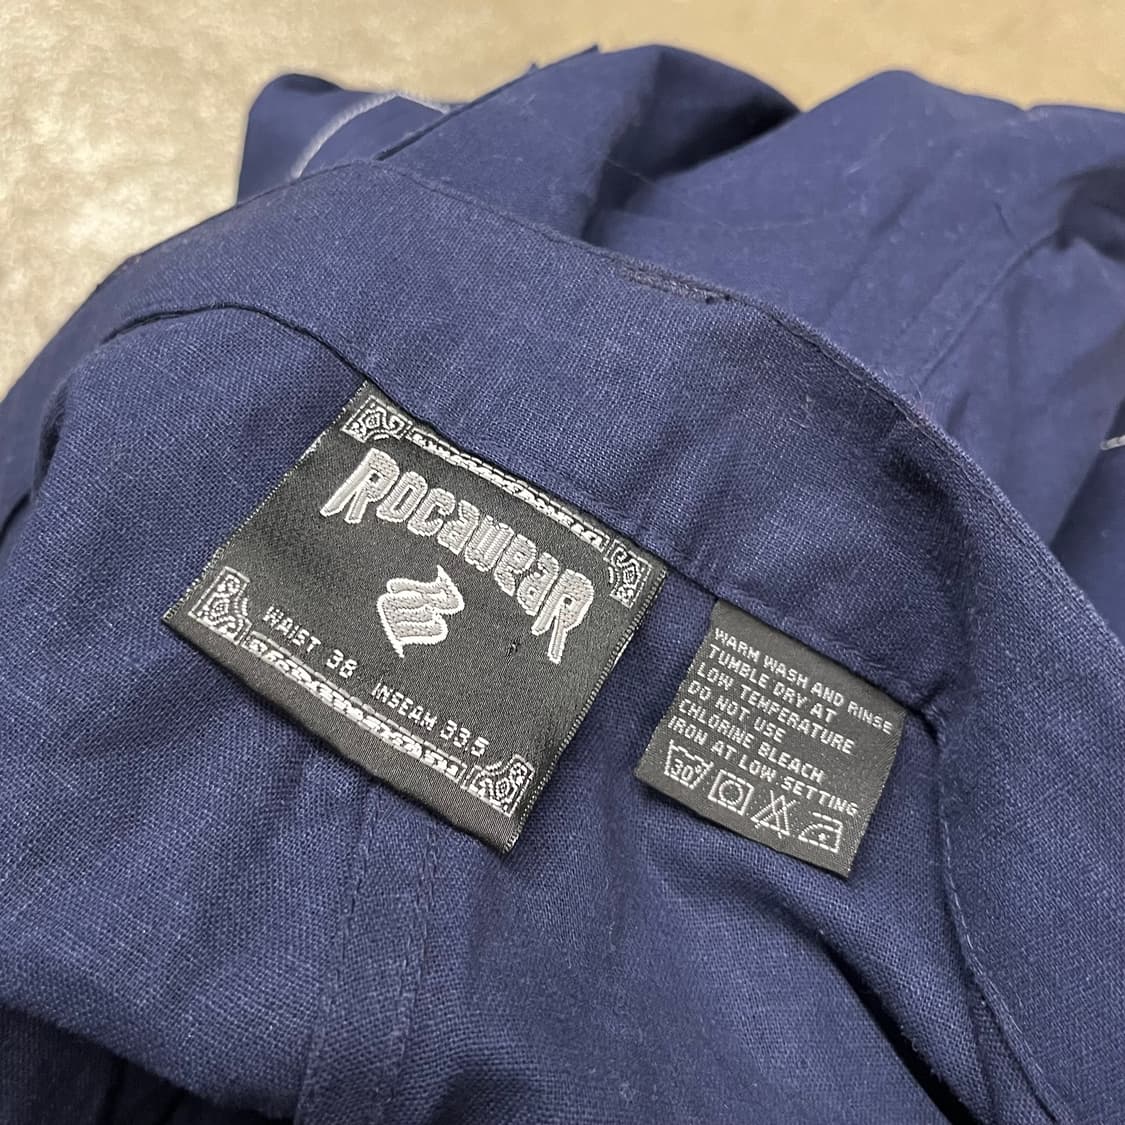 ROCAWEAR
WAIST 38 INSEAM 33.5
WARM WASH AND RINSE
TUMBLE DRY AT
LOW TEMPERATURE
DO NOT USE
CHLORINE BLEACH
IRON AT LOW SETTING
30°